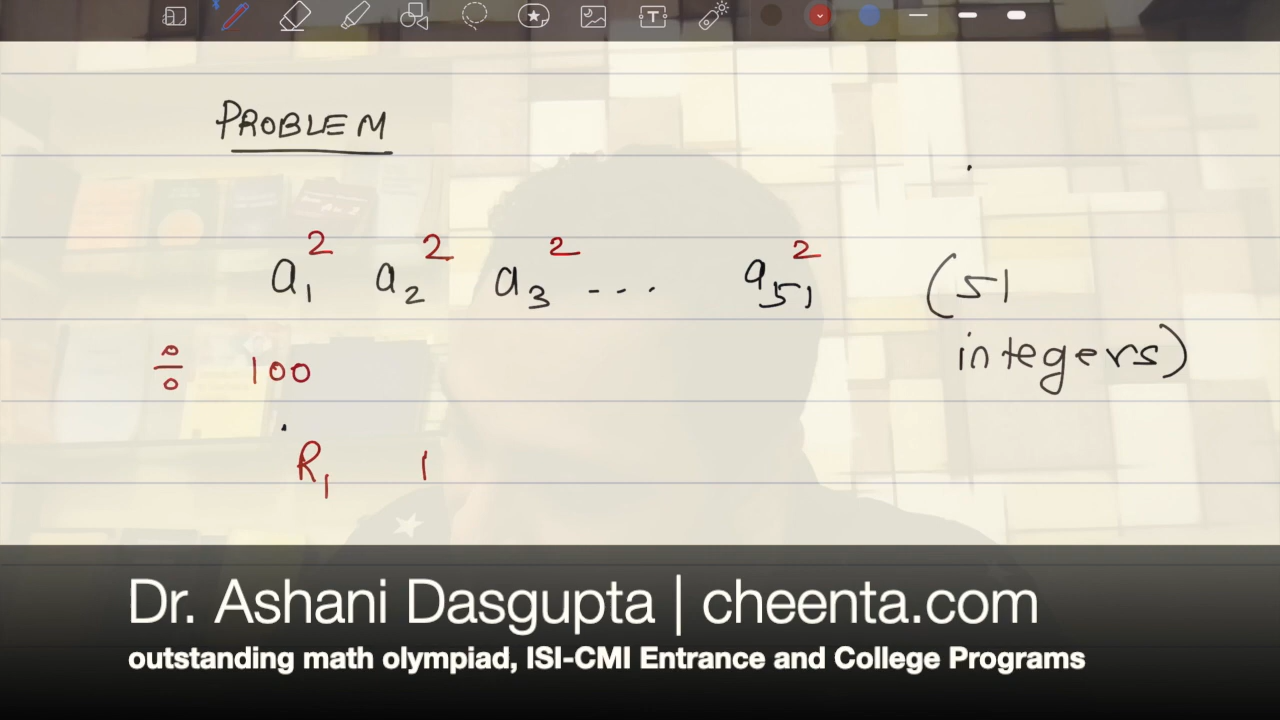 PROBLEM
a₁² a₂² a₃² ... a₅₁² (51
integers)
÷ 100
R₁ 1
Dr. Ashani Dasgupta | cheenta.com
outstanding math olympiad, ISI-CMI Entrance and College Programs